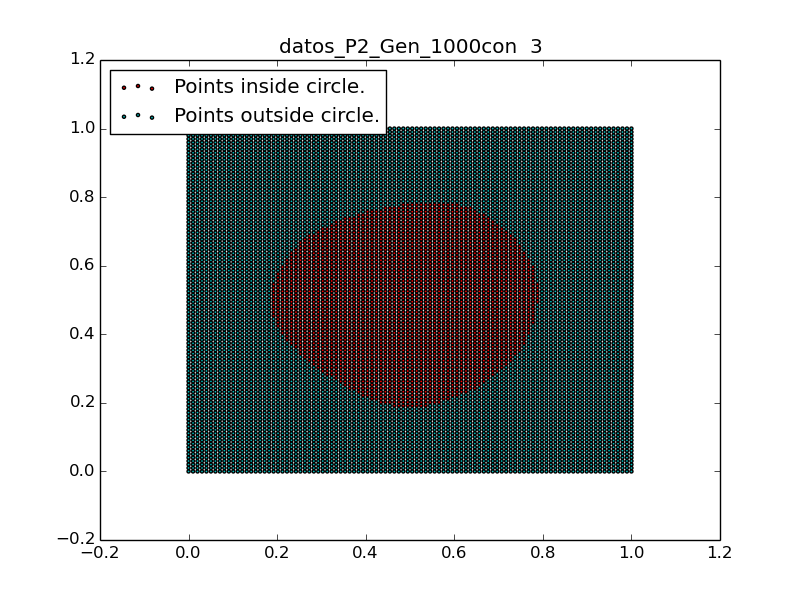 datos_P2_Gen_1000con  3
Points inside circle.
Points outside circle.
1.2
1.0
0.8
0.6
0.4
0.2
0.0
−0.2
−0.2 0.0 0.2 0.4 0.6 0.8 1.0 1.2